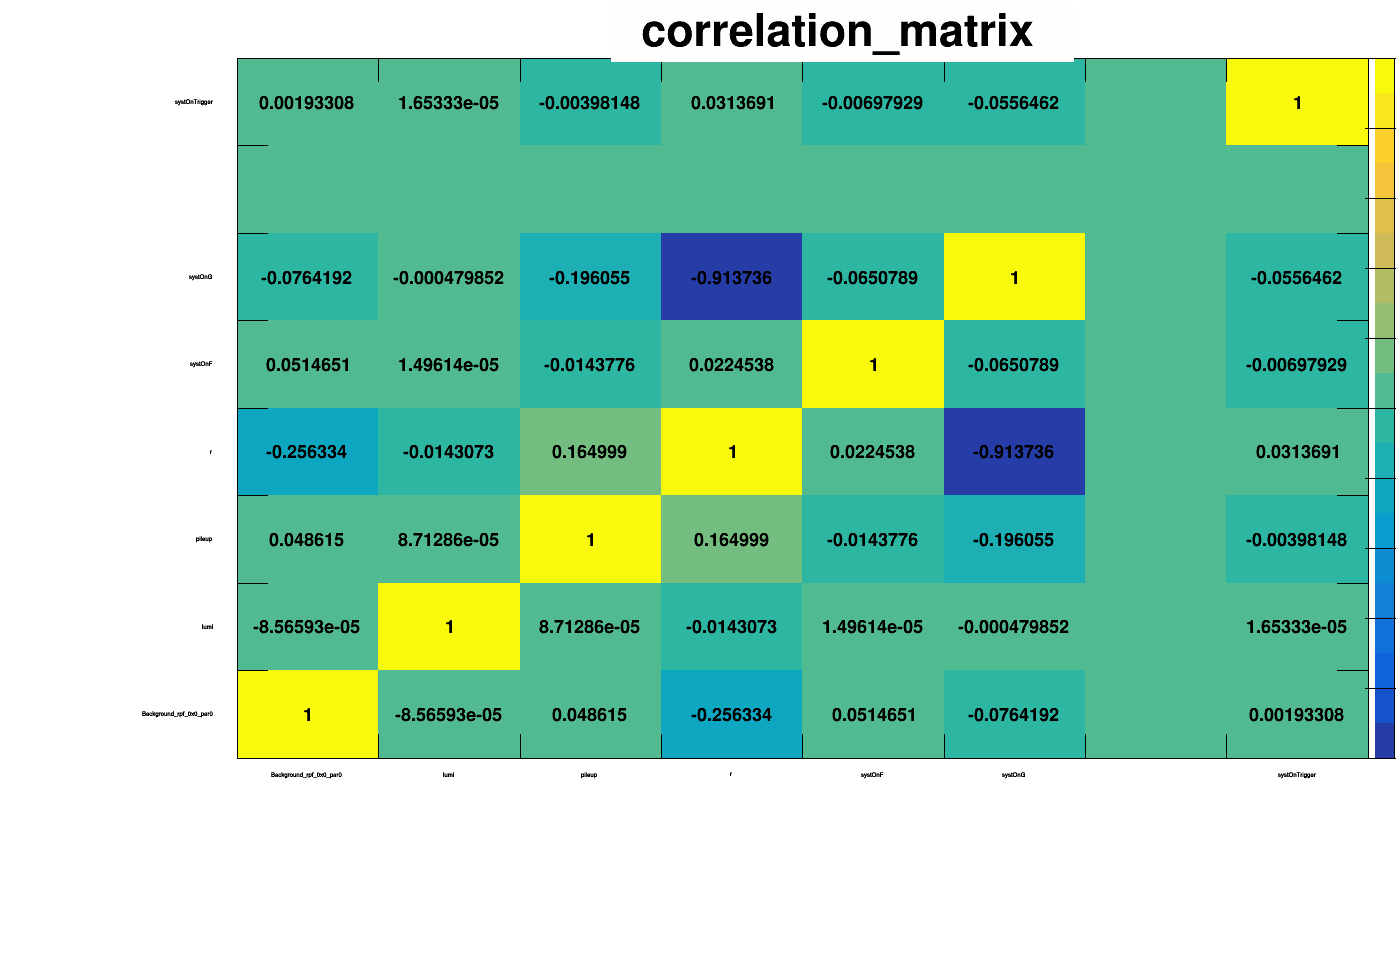 correlation_matrix
systOnTrigger 0.00193308 1.65333e-05 -0.00398148 0.0313691 -0.00697929 -0.0556462 1
systOnG -0.0764192 -0.000479852 -0.196055 -0.913736 -0.0650789 1 -0.0556462
systOnF 0.0514651 1.49614e-05 -0.0143776 0.0224538 1 -0.0650789 -0.00697929
r -0.256334 -0.0143073 0.164999 1 0.0224538 -0.913736 0.0313691
pileup 0.048615 8.71286e-05 1 0.164999 -0.0143776 -0.196055 -0.00398148
lumi -8.56593e-05 1 8.71286e-05 -0.0143073 1.49614e-05 -0.000479852 1.65333e-05
Background_rpf_0x0_par0 1 -8.56593e-05 0.048615 -0.256334 0.0514651 -0.0764192 0.00193308
Background_rpf_0x0_par0 lumi pileup r systOnF systOnG systOnTrigger